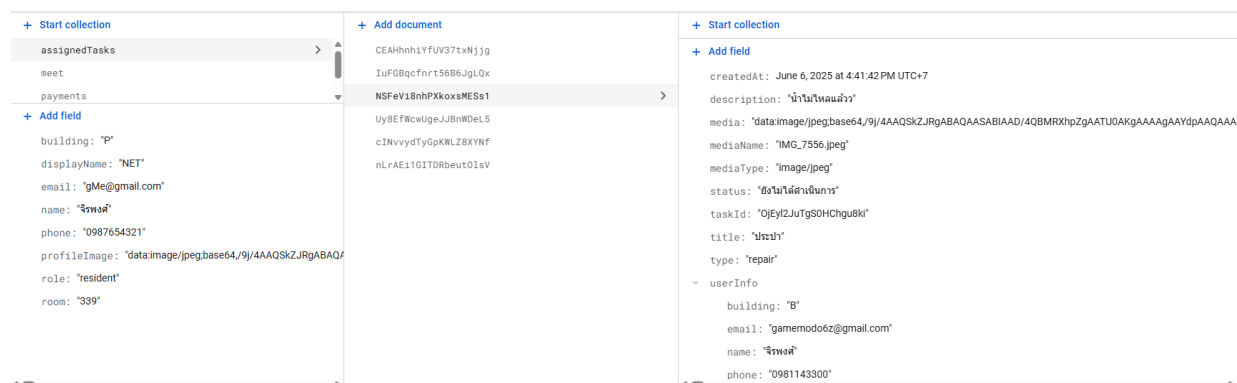 + Start collection
assignedTasks
meet
payments
+ Add field
building: "P"
displayName: "NET"
email: "gMe@gmail.com"
name: "จิรพงศ์"
phone: "0987654321"
profileImage: "data:image/jpeg;base64,/9j/4AAQSkZJRgABAQA
role: "resident"
room: "339"
+ Add document
CEAHhnhiYfUV37txNjjg
IuFGBqcfnrt56B6JgLQx
NSFeVi8nhPXkoxsMESs1
Uy8EfWcwUgeJJBnWDeL5
cINvvydTyGpKWLZ8XYNf
nLrAEi1GITDRbeutOlsV
+ Start collection
+ Add field
createdAt: June 6, 2025 at 4:41:42 PM UTC+7
description: "น้ำไม่ไหลแล้วว"
media: "data:image/jpeg;base64,/9j/4AAQSkZJRgABAQAASABIAAD/4QBMRXhpZgAATU0AKgAAAAgAAYdpAAQAAA
mediaName: "IMG_7556.jpeg"
mediaType: "image/jpeg"
status: "ยังไม่ได้ดำเนินการ"
taskId: "OjEyl2JuTgS0HChgu8ki"
title: "ประปา"
type: "repair"
userInfo
building: "B"
email: "gamemodo6z@gmail.com"
name: "จิรพงศ์"
phone: "0981143300"